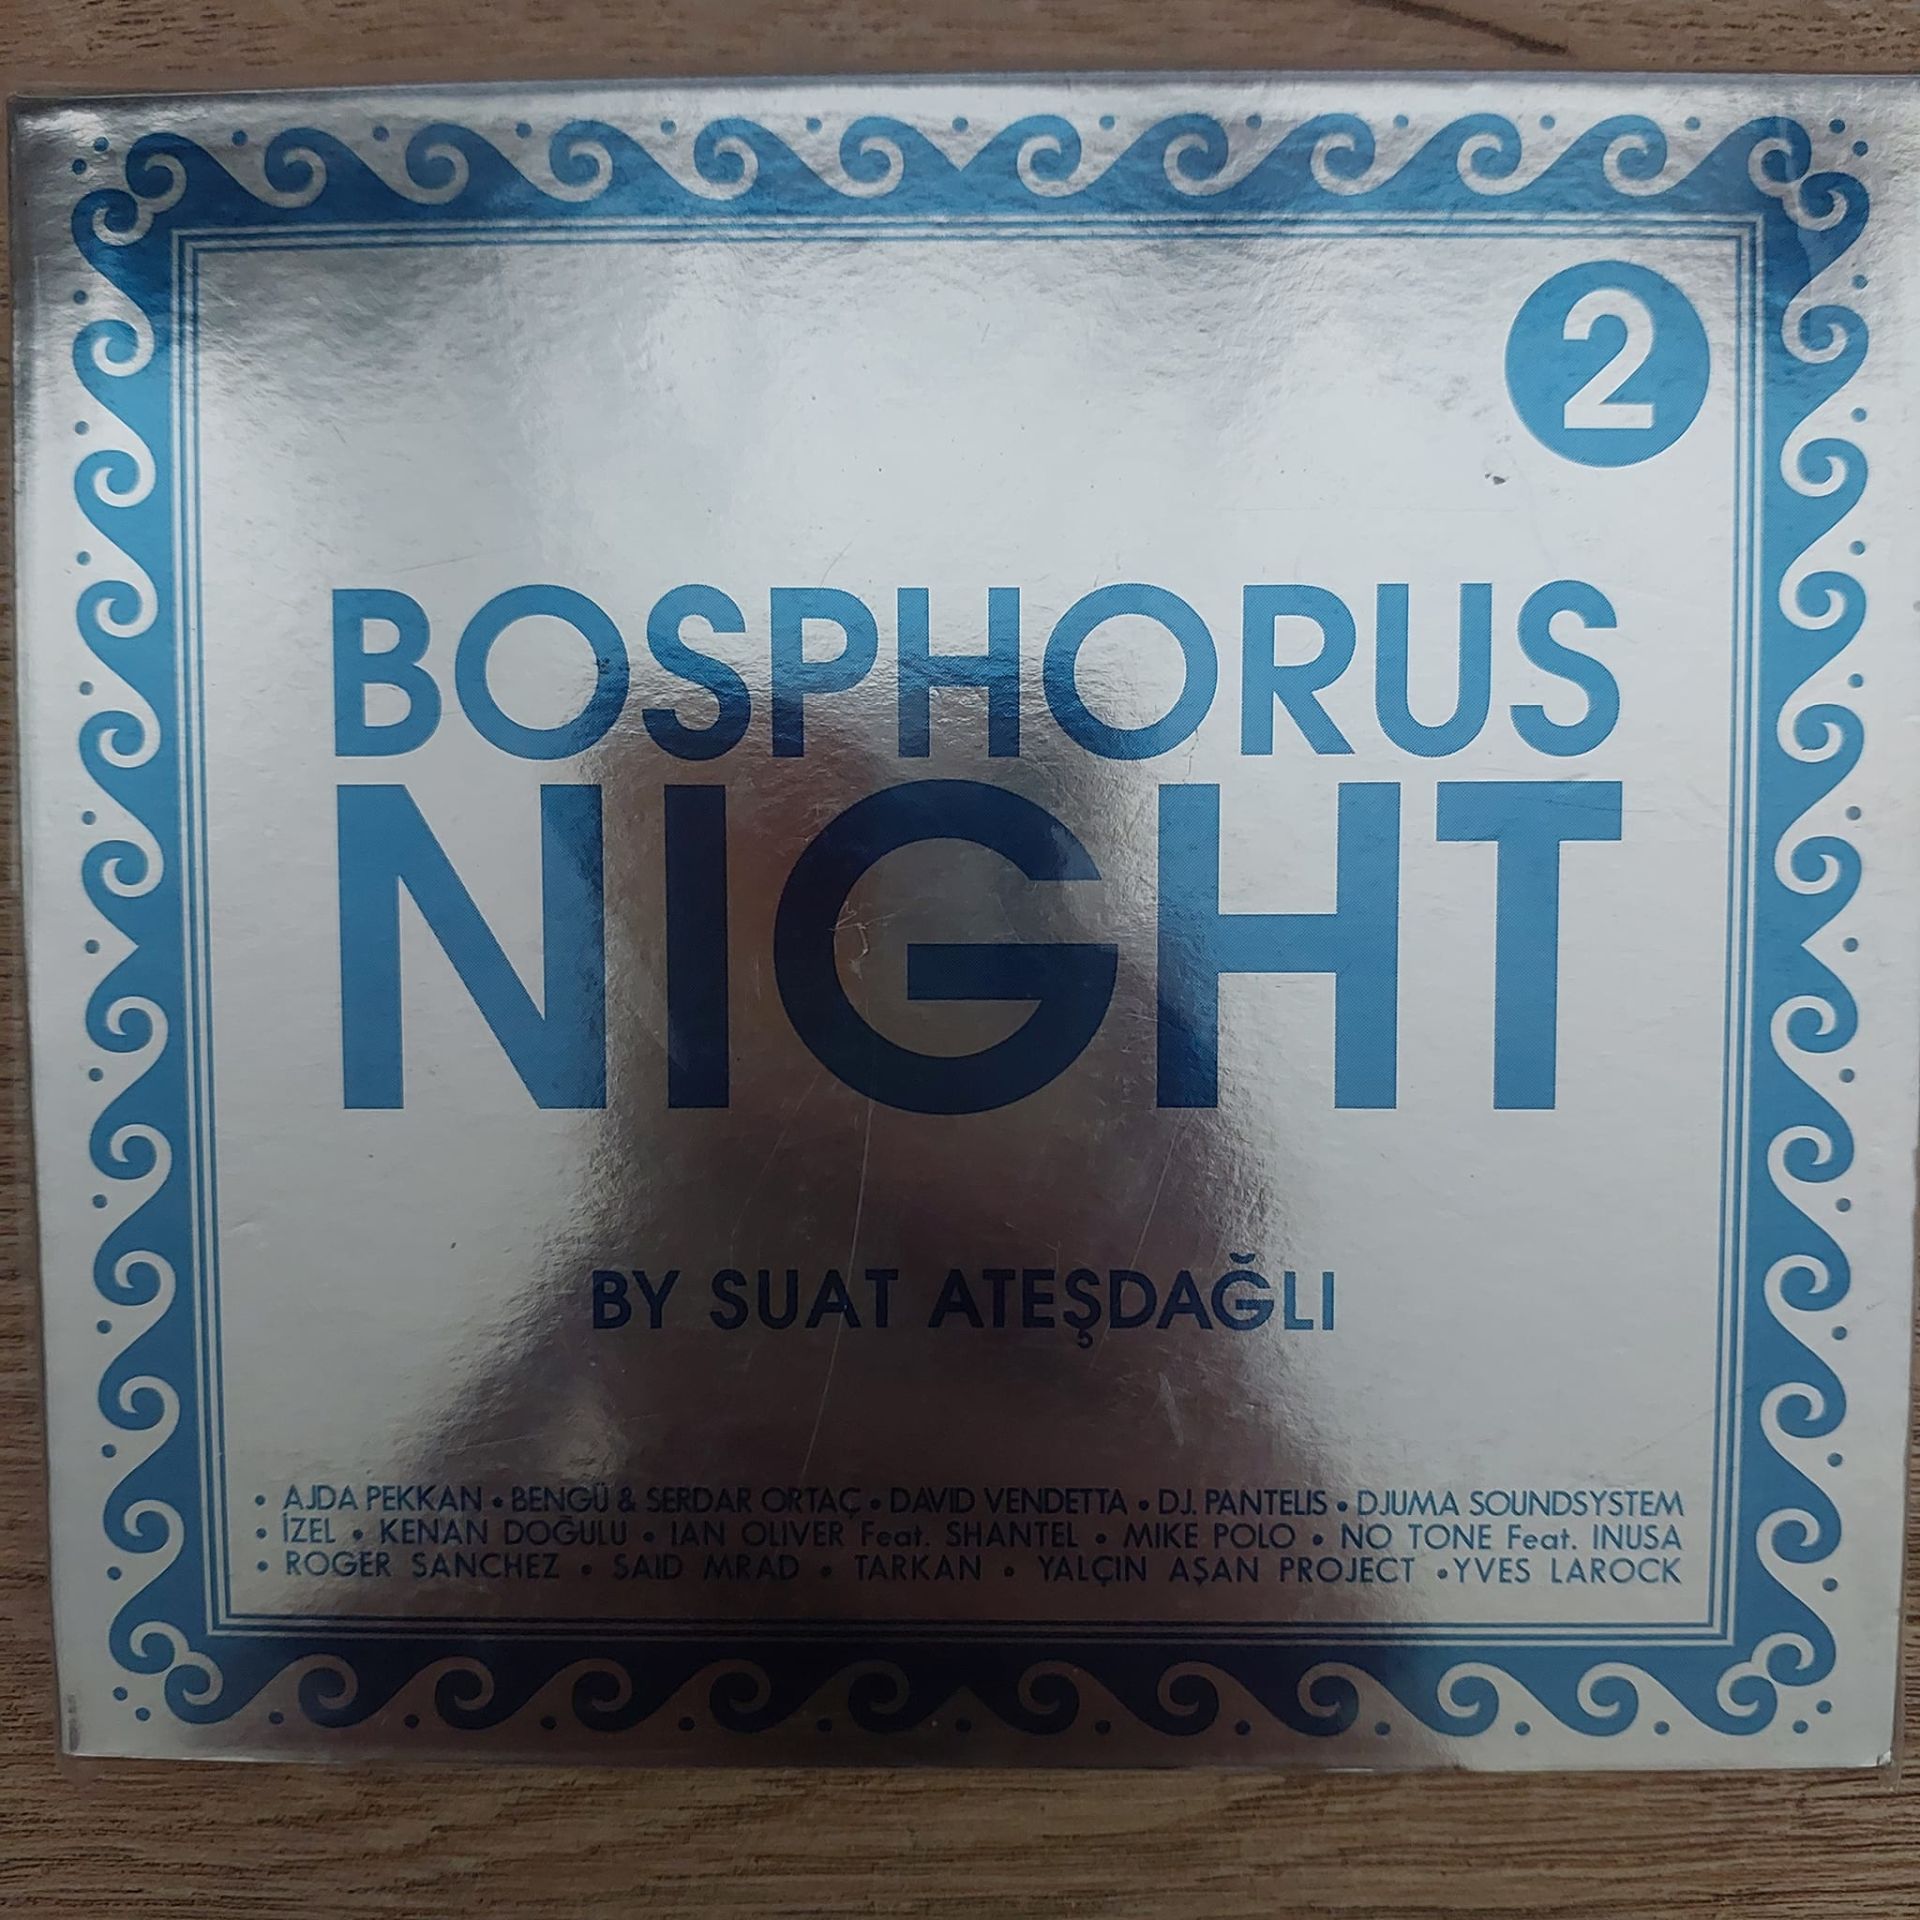 2
BOSPHORUS
NIGHT
BY SUAT ATEŞDAĞLI
• AJDA PEKKAN • BENGÜ & SERDAR ORTAÇ • DAVID VENDETTA • DJ. PANTELIS • DJUMA SOUNDSYSTEM
• İZEL • KENAN DOĞULU • IAN OLIVER Feat. SHANTEL • MIKE POLO • NO TONE Feat. INUSA
• ROGER SANCHEZ • SAID MRAD • TARKAN • YALÇIN AŞAN PROJECT • YVES LAROCK